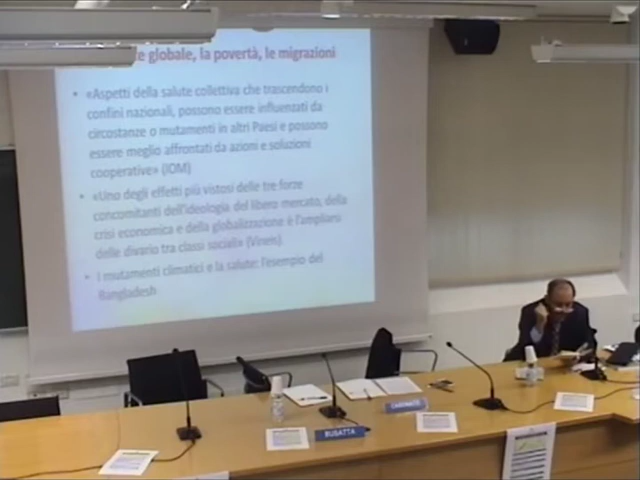 te globale, la povertà, le migrazioni
• «Aspetti della salute collettiva che trascendono i
confini nazionali, possono essere influenzati da
circostanze o mutamenti in altri Paesi e possono
essere meglio affrontati da azioni e soluzioni
cooperative» (IOM)
• «Uno degli effetti più vistosi delle tre forze
concomitanti dell'ideologia del libero mercato, della
crisi economica e della globalizzazione è l'ampliarsi
delle divario tra classi sociali»
• I mutamenti climatici e la salute: l'esempio del
Bangladesh
BUSATTA